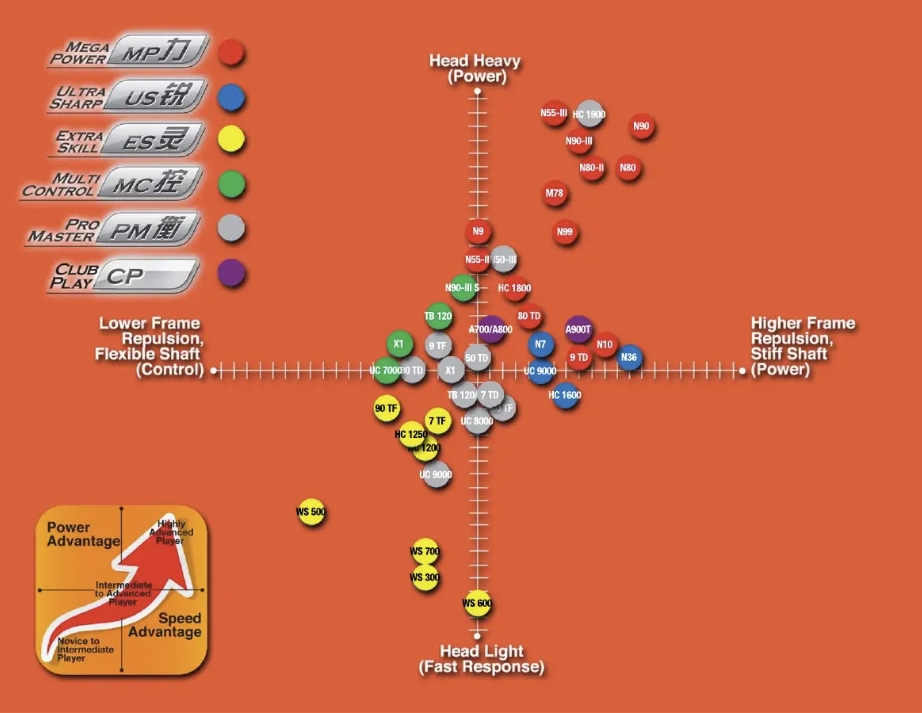 MEGA
POWER
MP力
ULTRA
SHARP
US锐
EXTRA
SKILL
ES灵
MULTI
CONTROL
MC控
PRO
MASTER
PM衡
CLUB
PLAY
CP
Head Heavy
(Power)
N55-III
HC 1900
N90
N90-III
N80-II
N80
M78
N99
N9
N55-II
N50-III
N90-III S
HC 1800
TB 120
80 TD
A700/A800
A900T
Lower Frame
Repulsion,
Flexible Shaft
(Control)
Higher Frame
Repulsion,
Stiff Shaft
(Power)
X1
9 TF
N7
N10
50 TD
9 TD
N36
UC 7000
0 TD
X1
UC 9000
TB 120
7 TD
TF
HC 1600
90 TF
7 TF
UC 8000
HC 1250
1200
UC 9000
WS 500
WS 700
WS 300
WS 600
Head Light
(Fast Response)
Power
Advantage
Highly
Advanced
Player
Intermediate
to Advanced
Player
Speed
Advantage
Novice to
Intermediate
Player